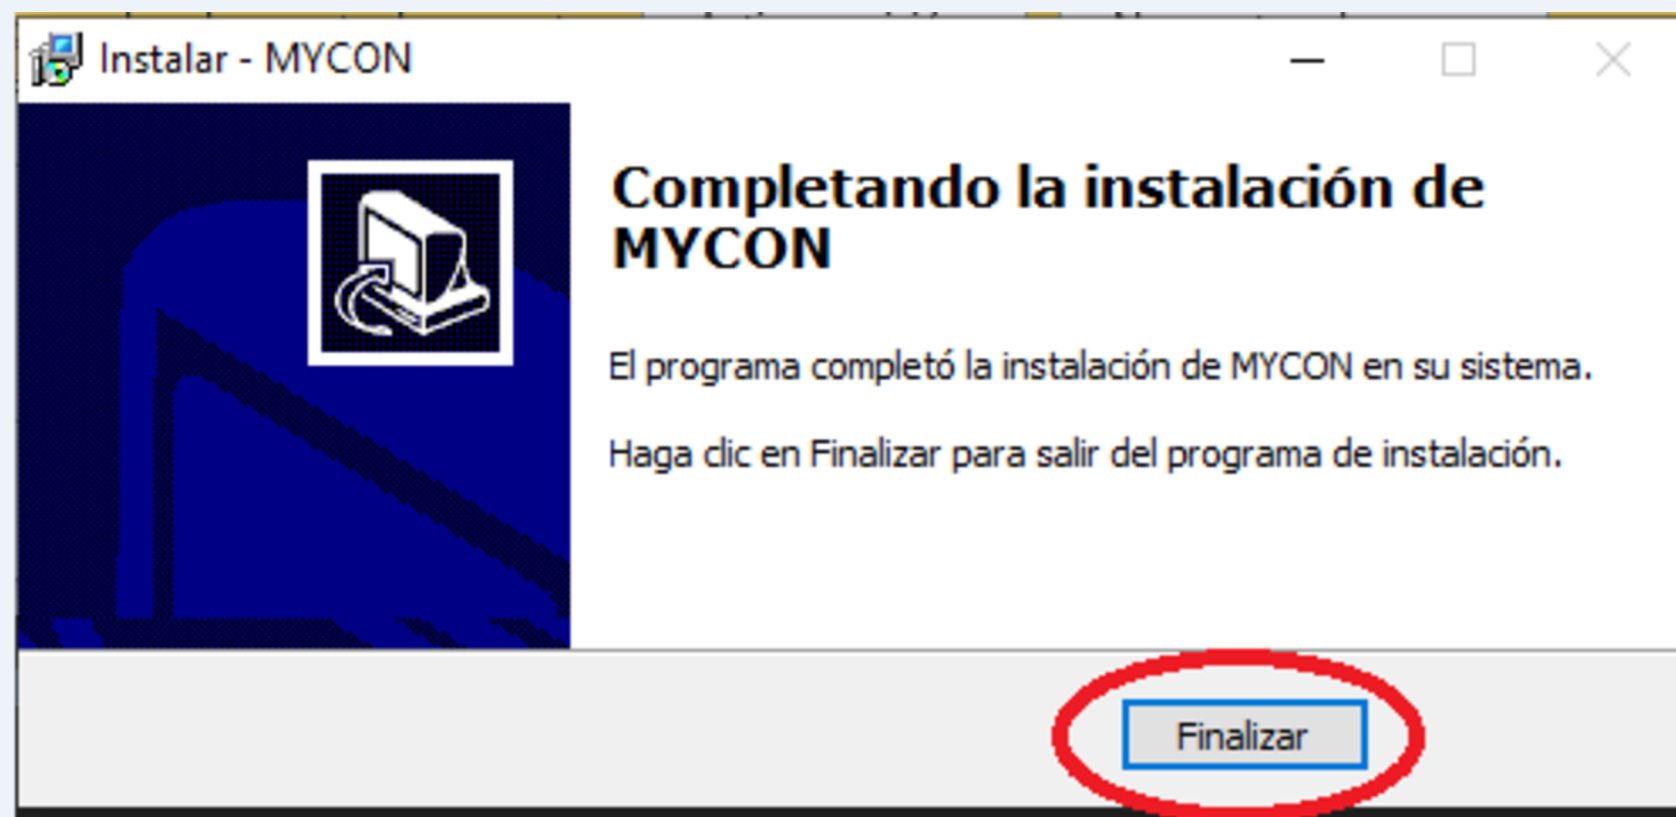 Instalar - MYCON
Completando la instalación de
MYCON
El programa completó la instalación de MYCON en su sistema.
Haga clic en Finalizar para salir del programa de instalación.
Finalizar